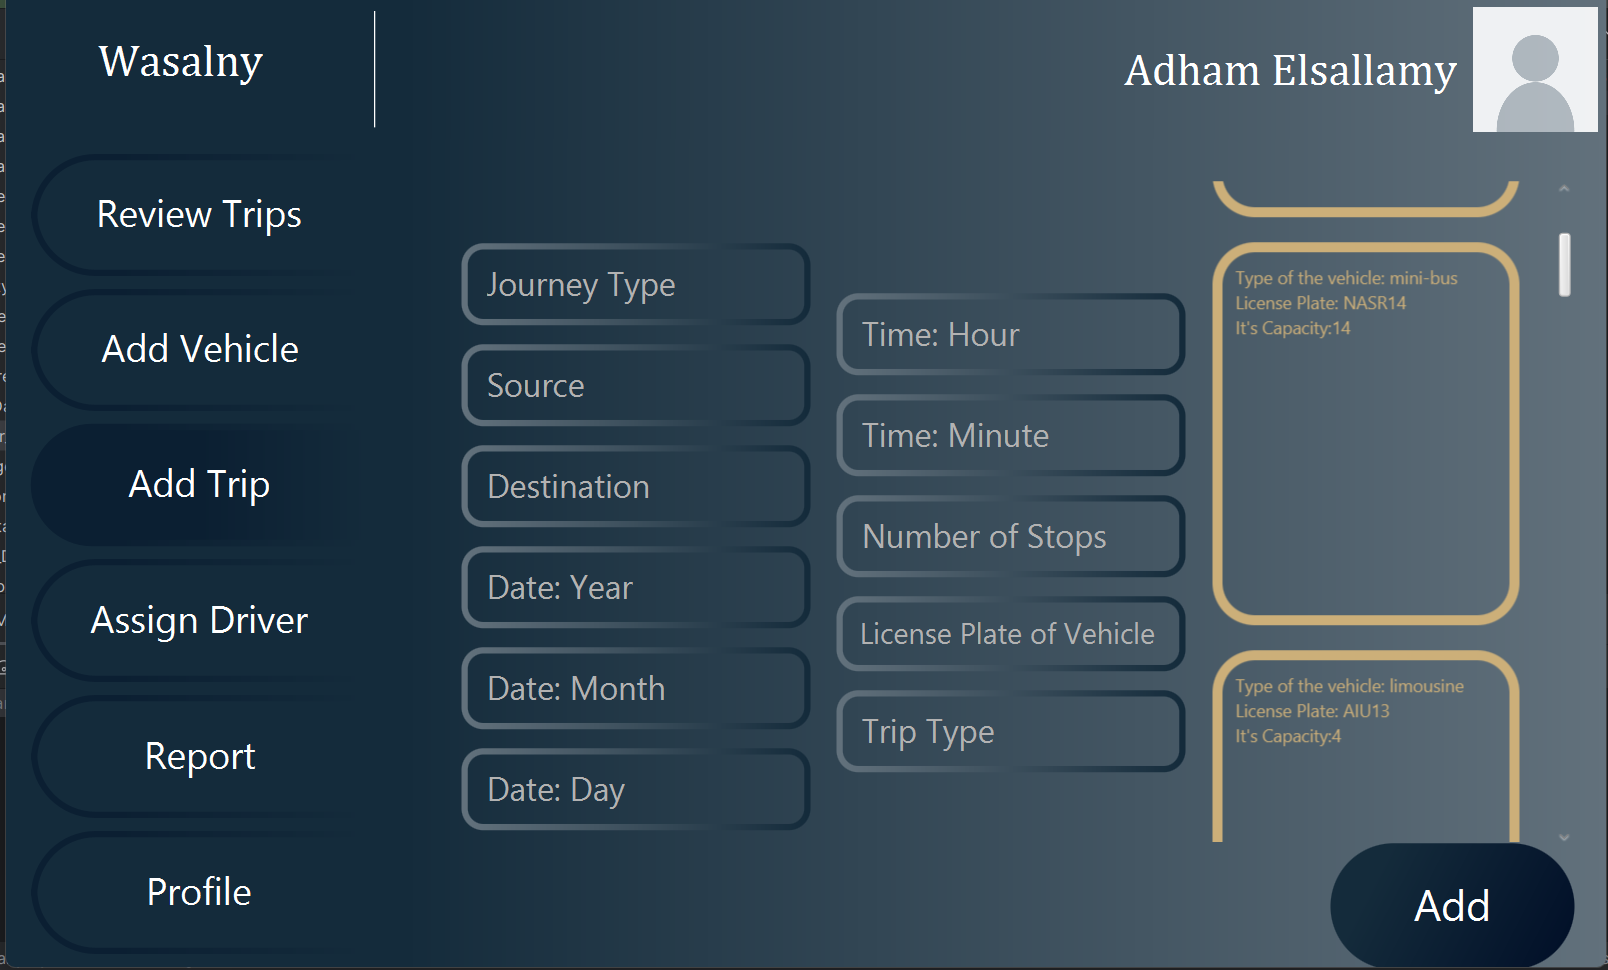 Wasalny
Adham Elsallamy
Review Trips
Add Vehicle
Add Trip
Assign Driver
Report
Profile
Journey Type
Source
Destination
Date: Year
Date: Month
Date: Day
Time: Hour
Time: Minute
Number of Stops
License Plate of Vehicle
Trip Type
Type of the vehicle: mini-bus
License Plate: NASR14
It's Capacity:14
Type of the vehicle: limousine
License Plate: AIU13
It's Capacity:4
Add